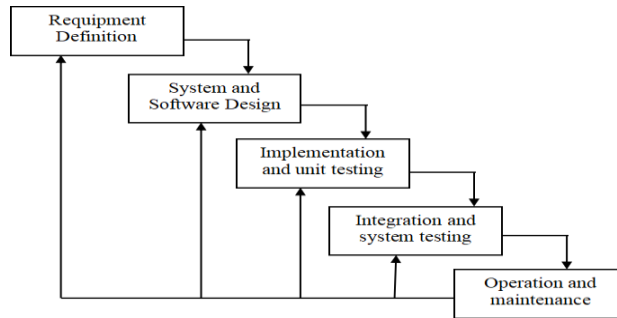 Requipment
Definition
System and
Software Design
Implementation
and unit testing
Integration and
system testing
Operation and
maintenance